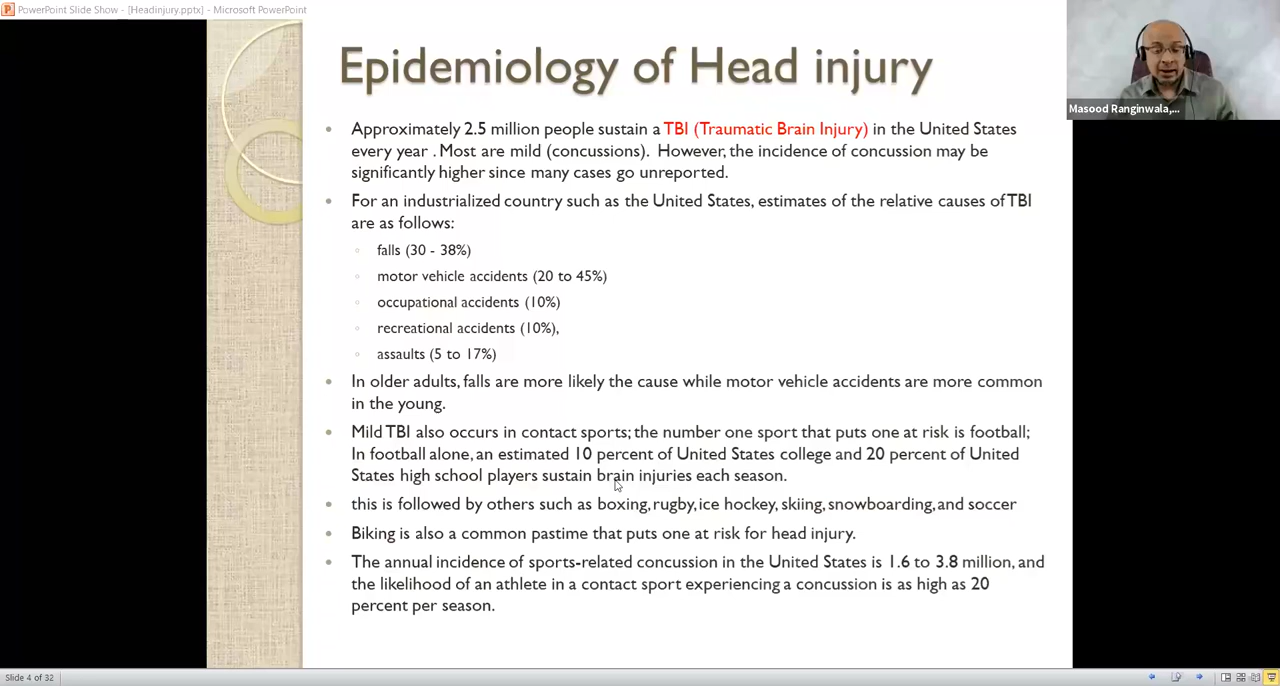 PowerPoint Slide Show - [Headinjury.pptx] - Microsoft PowerPoint
Epidemiology of Head injury
Masood Ranginwala,...
Approximately 2.5 million people sustain a TBI (Traumatic Brain Injury) in the United States
every year . Most are mild (concussions). However, the incidence of concussion may be
significantly higher since many cases go unreported.
For an industrialized country such as the United States, estimates of the relative causes of TBI
are as follows:
falls (30 - 38%)
motor vehicle accidents (20 to 45%)
occupational accidents (10%)
recreational accidents (10%),
assaults (5 to 17%)
In older adults, falls are more likely the cause while motor vehicle accidents are more common
in the young.
Mild TBI also occurs in contact sports; the number one sport that puts one at risk is football;
In football alone, an estimated 10 percent of United States college and 20 percent of United
States high school players sustain brain injuries each season.
this is followed by others such as boxing, rugby, ice hockey, skiing, snowboarding, and soccer
Biking is also a common pastime that puts one at risk for head injury.
The annual incidence of sports-related concussion in the United States is 1.6 to 3.8 million, and
the likelihood of an athlete in a contact sport experiencing a concussion is as high as 20
percent per season.
Slide 4 of 32